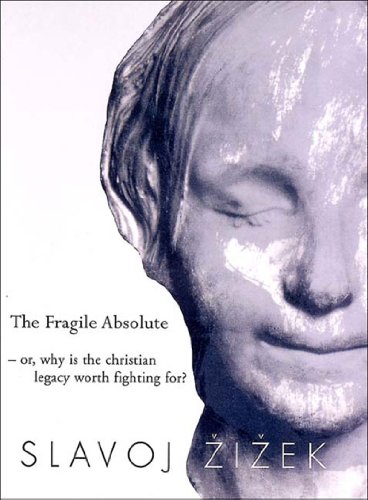 The Fragile Absolute
– or, why is the christian
legacy worth fighting for?
SLAVOJ ŽIŽEK